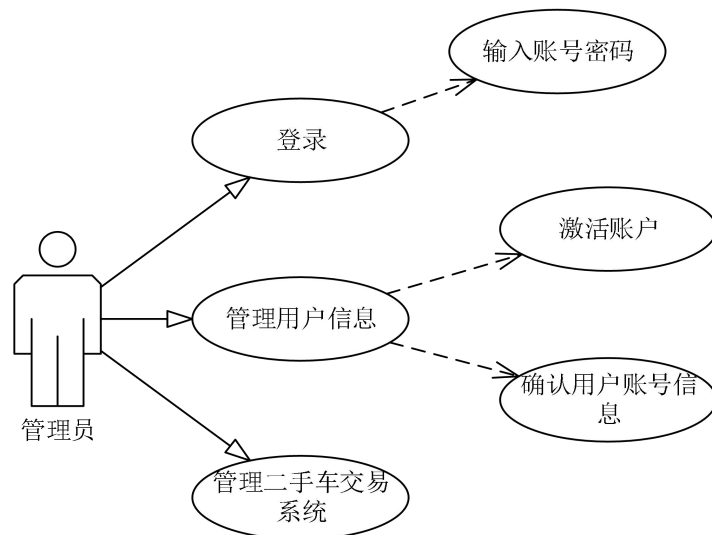 输入账号密码
登录
激活账户
管理用户信息
确认用户账号信
息
管理员
管理二手车交易
系统